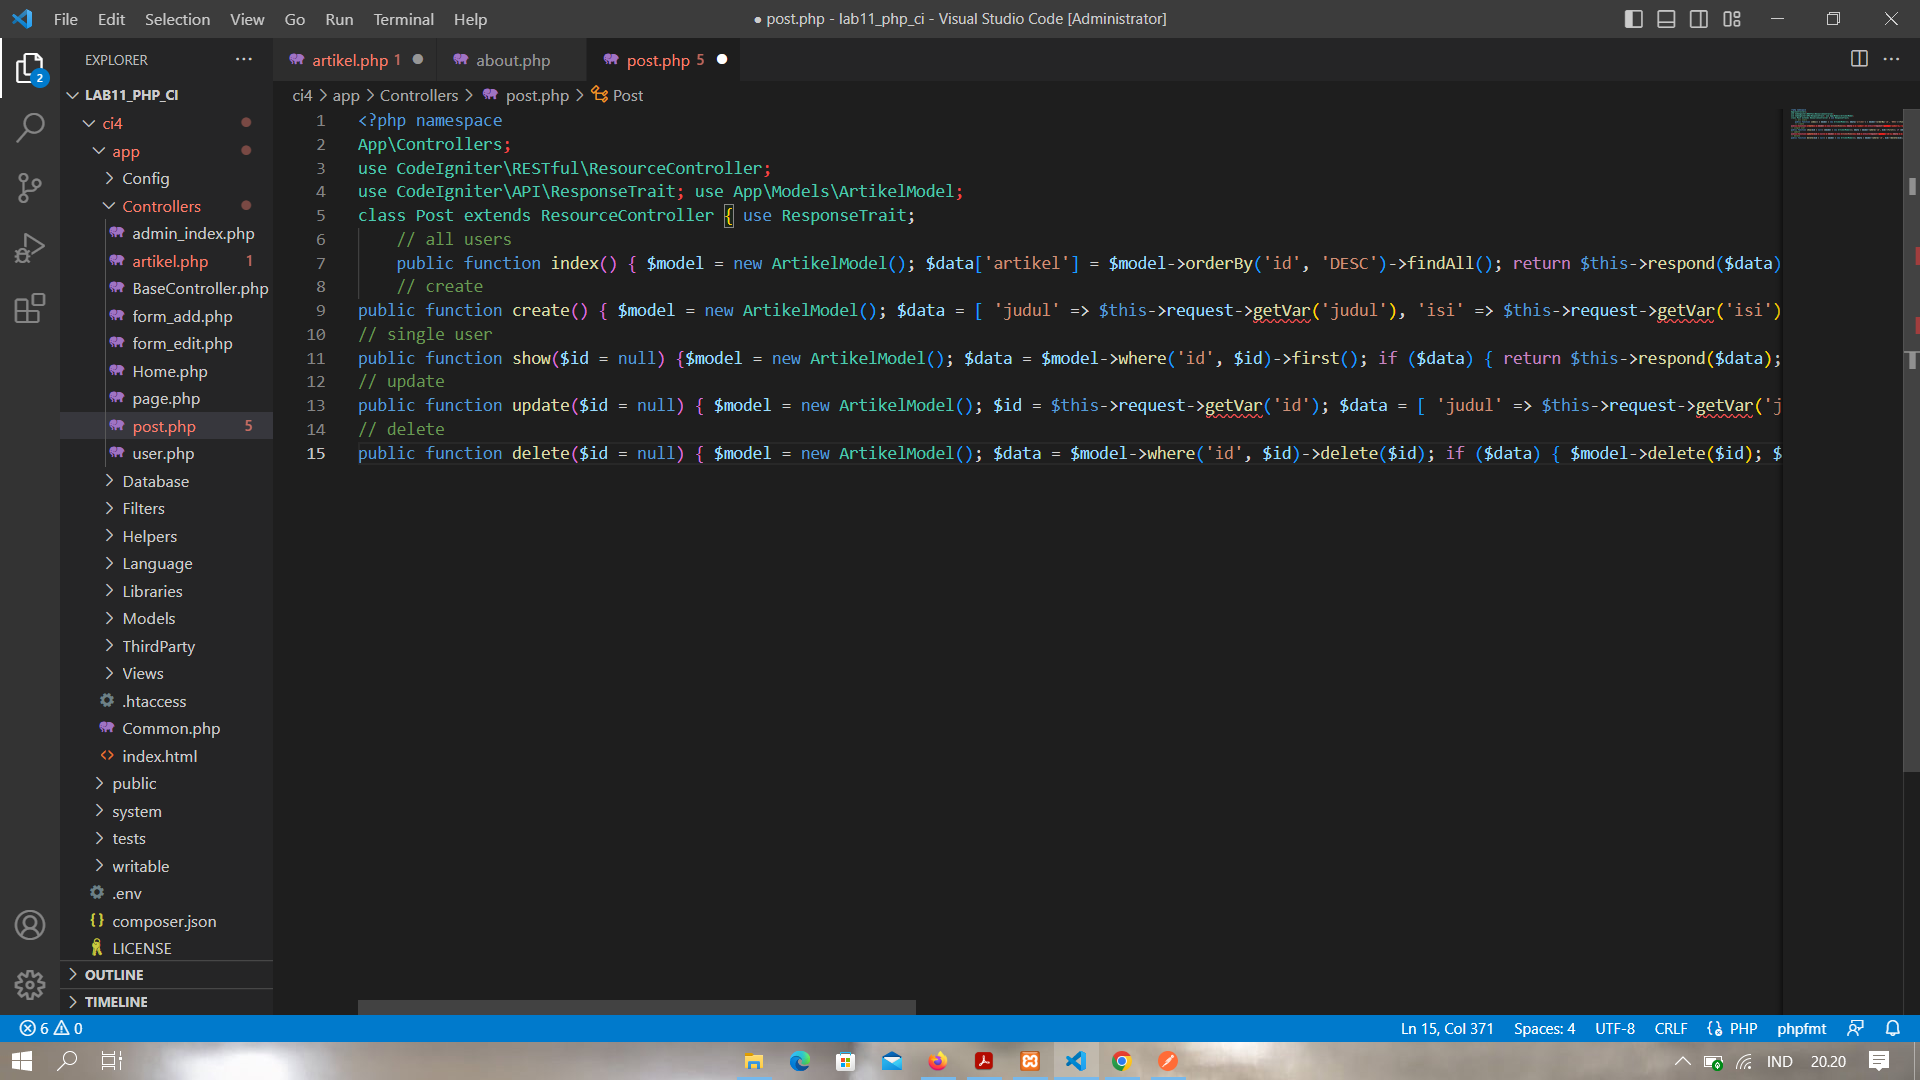 File Edit Selection View Go Run Terminal Help
● post.php - lab11_php_ci - Visual Studio Code [Administrator]
EXPLORER
artikel.php 1
about.php
post.php 5
2
LAB11_PHP_CI
ci4 > app > Controllers > post.php > Post
ci4
app
Config
Controllers
admin_index.php
artikel.php 1
BaseController.php
form_add.php
form_edit.php
Home.php
page.php
post.php 5
user.php
Database
Filters
Helpers
Language
Libraries
Models
ThirdParty
Views
.htaccess
Common.php
index.html
public
system
tests
writable
.env
composer.json
LICENSE
OUTLINE
TIMELINE
1 <?php namespace
2 App\Controllers;
3 use CodeIgniter\RESTful\ResourceController;
4 use CodeIgniter\API\ResponseTrait; use App\Models\ArtikelModel;
5 class Post extends ResourceController { use ResponseTrait;
6 // all users
7 public function index() { $model = new ArtikelModel(); $data['artikel'] = $model->orderBy('id', 'DESC')->findAll(); return $this->respond($data)
8 // create
9 public function create() { $model = new ArtikelModel(); $data = [ 'judul' => $this->request->getVar('judul'), 'isi' => $this->request->getVar('isi')
10 // single user
11 public function show($id = null) {$model = new ArtikelModel(); $data = $model->where('id', $id)->first(); if ($data) { return $this->respond($data);
12 // update
13 public function update($id = null) { $model = new ArtikelModel(); $id = $this->request->getVar('id'); $data = [ 'judul' => $this->request->getVar('j
14 // delete
15 public function delete($id = null) { $model = new ArtikelModel(); $data = $model->where('id', $id)->delete($id); if ($data) { $model->delete($id); $
6 0
Ln 15, Col 371 Spaces: 4 UTF-8 CRLF PHP phpfmt
IND 20.20